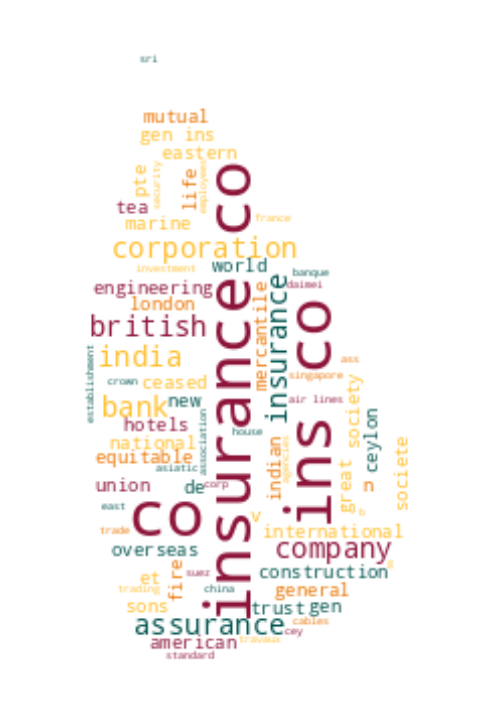 sri
mutual
gen ins
eastern
pte
security
life
employees
co
tea
marine
france
corporation
investment
world
banque
engineering
daimei
london
mercantile
insurance
insurance
british
co
india
ass
establishment
crown
ceased
singapore
bank
new
air lines
society
hotels
association
house
ceylon
national
equitable
asiatic
indian
agencies
societe
union
de
corp
great
n
ins
east
co
v
b
trade
international
overseas
company
g
et
fire
suez
construction
trading
china
general
sons
trust
gen
assurance
cables
cey
american
travaux
standard